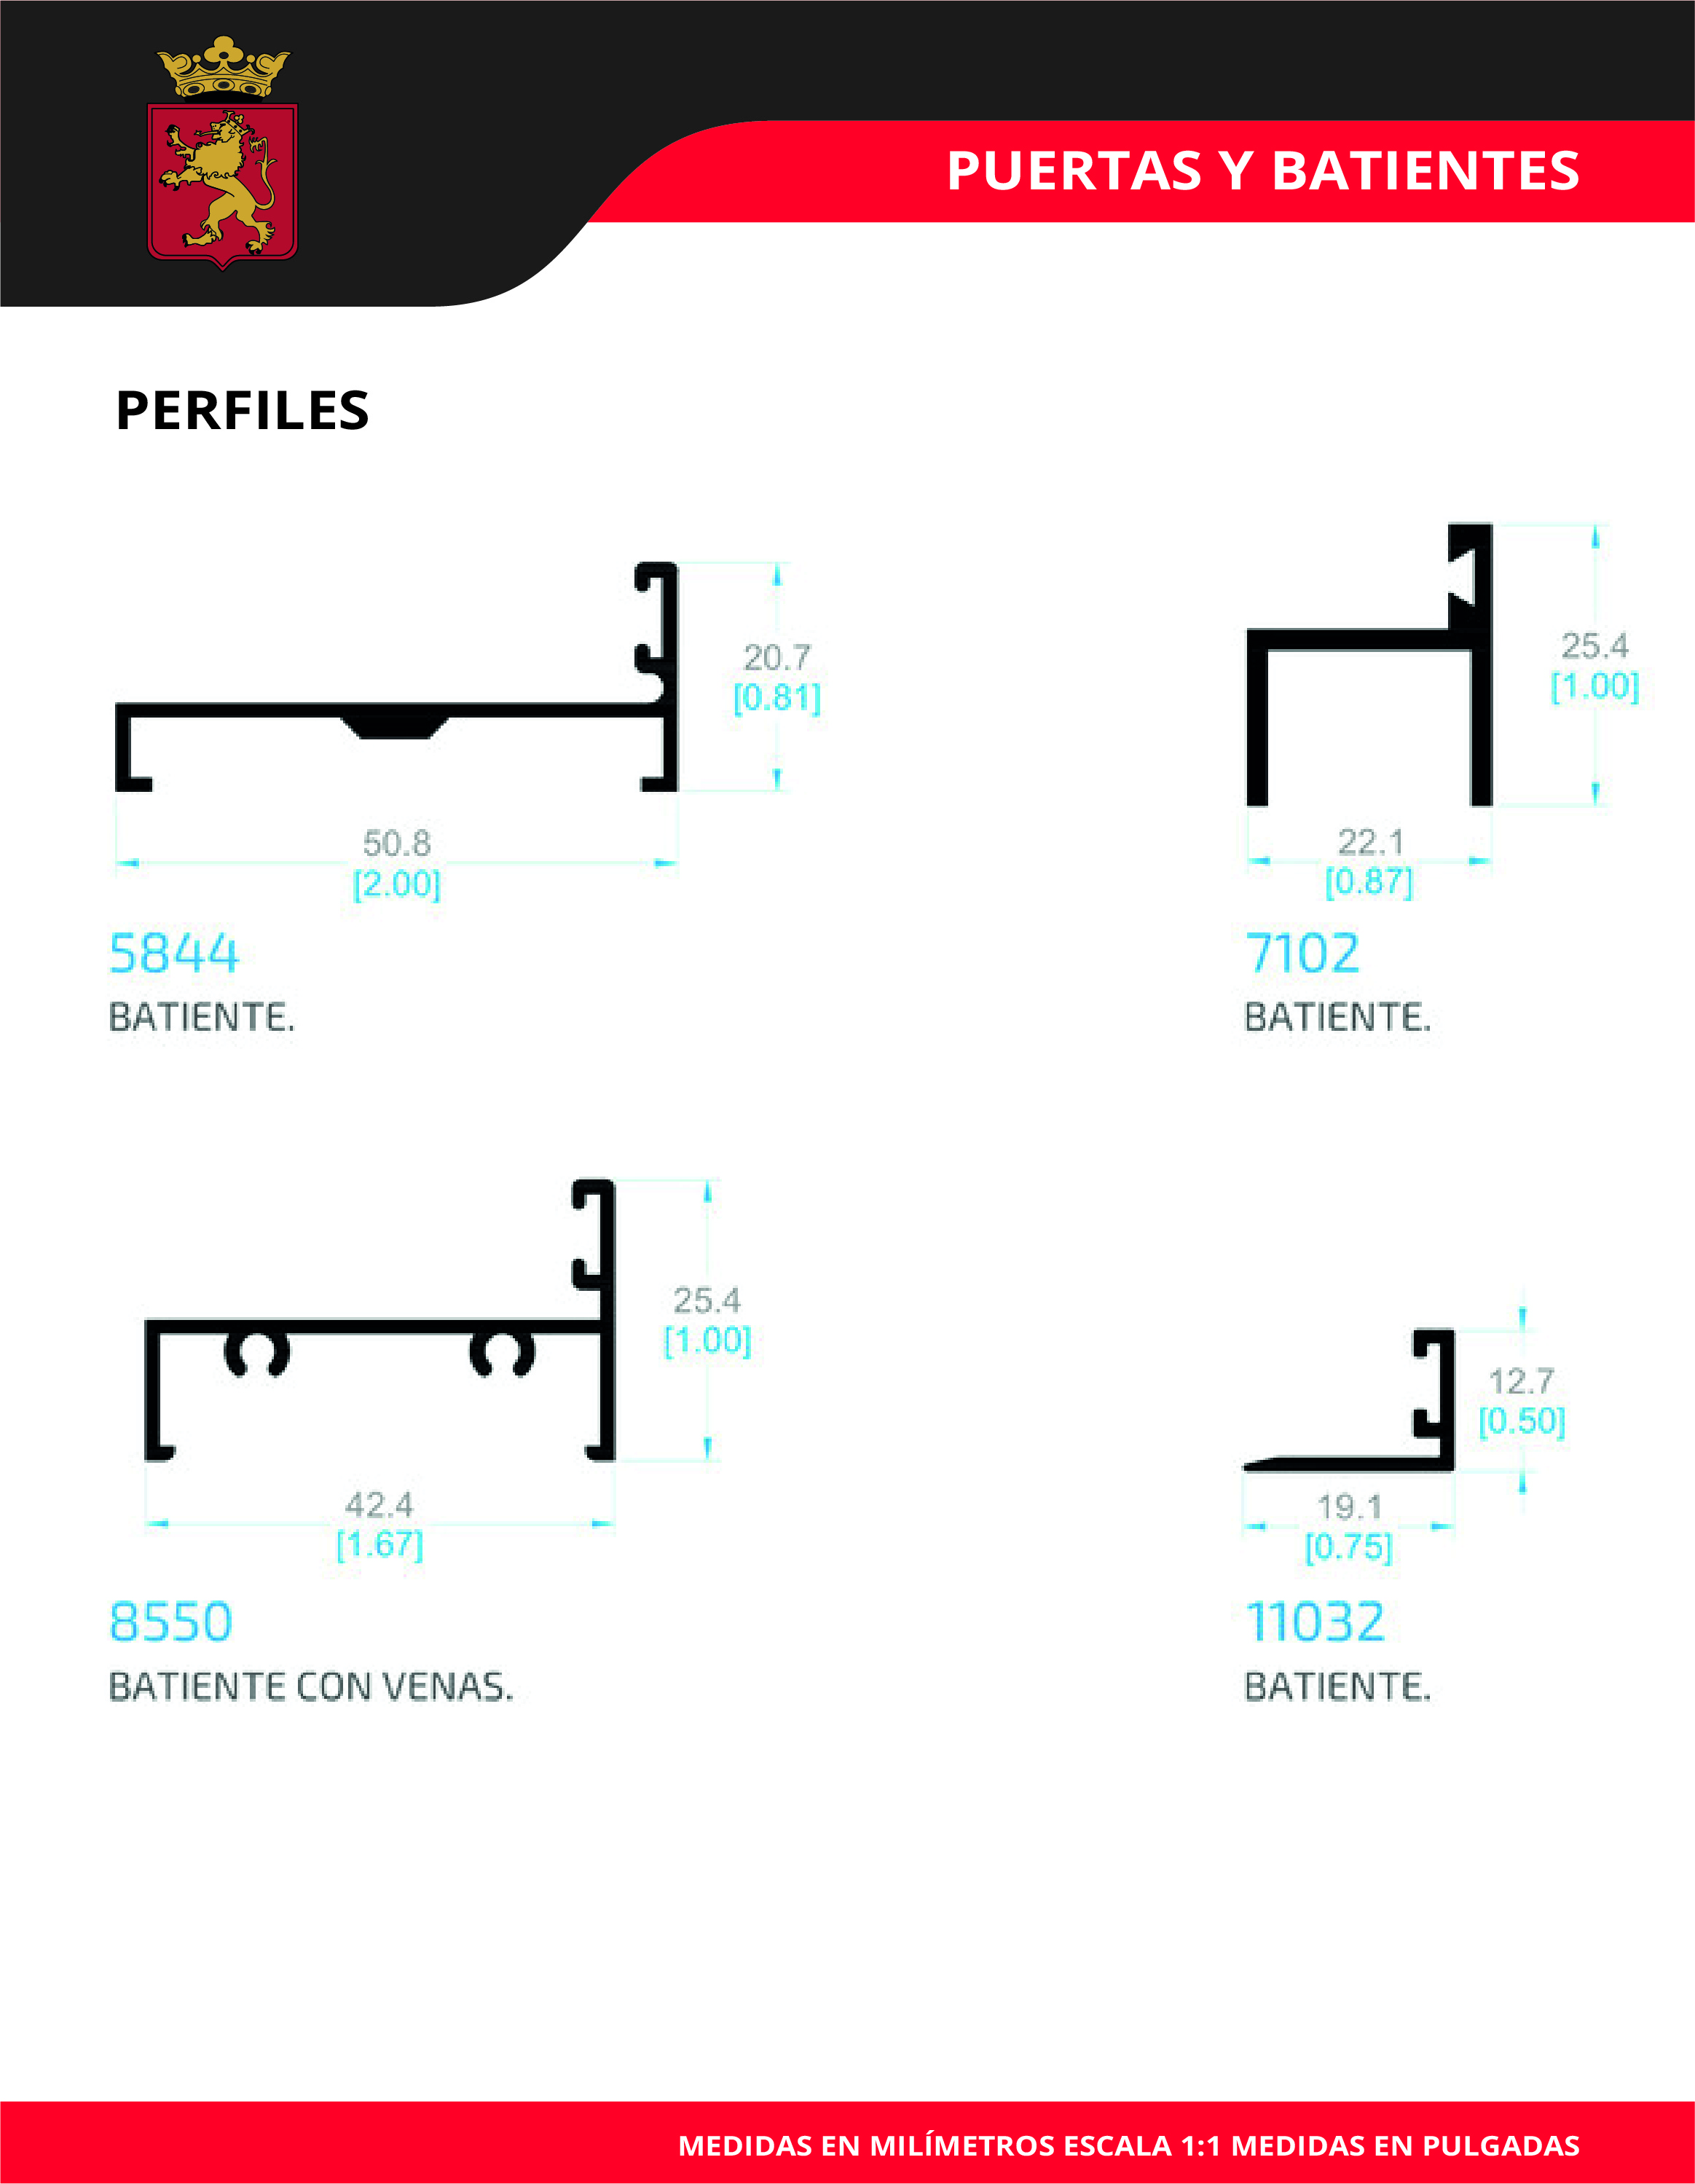 PUERTAS Y BATIENTES
PERFILES
20.7
[0.81]
50.8
[2.00]
5844
BATIENTE.
25.4
[1.00]
22.1
[0.87]
7102
BATIENTE.
25.4
[1.00]
42.4
[1.67]
8550
BATIENTE CON VENAS.
12.7
[0.50]
19.1
[0.75]
11032
BATIENTE.
MEDIDAS EN MILÍMETROS ESCALA 1:1 MEDIDAS EN PULGADAS